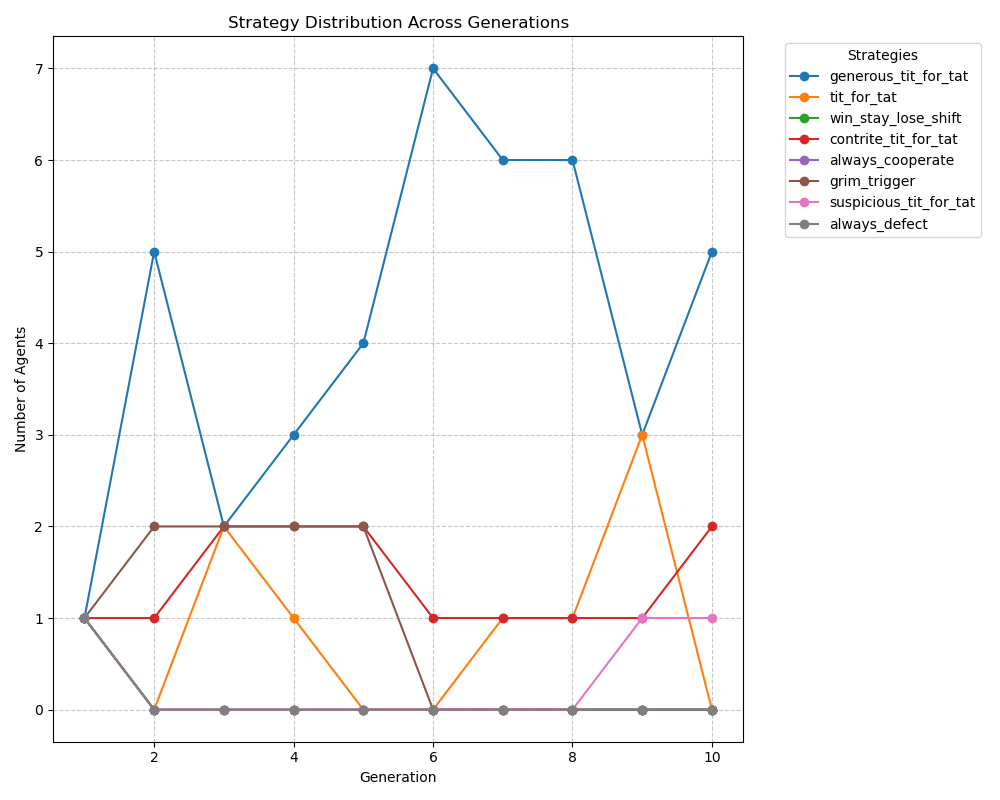 Strategy Distribution Across Generations
Number of Agents
7
6
5
4
3
2
1
0
2
4
6
8
10
Generation
Strategies
generous_tit_for_tat
tit_for_tat
win_stay_lose_shift
contrite_tit_for_tat
always_cooperate
grim_trigger
suspicious_tit_for_tat
always_defect